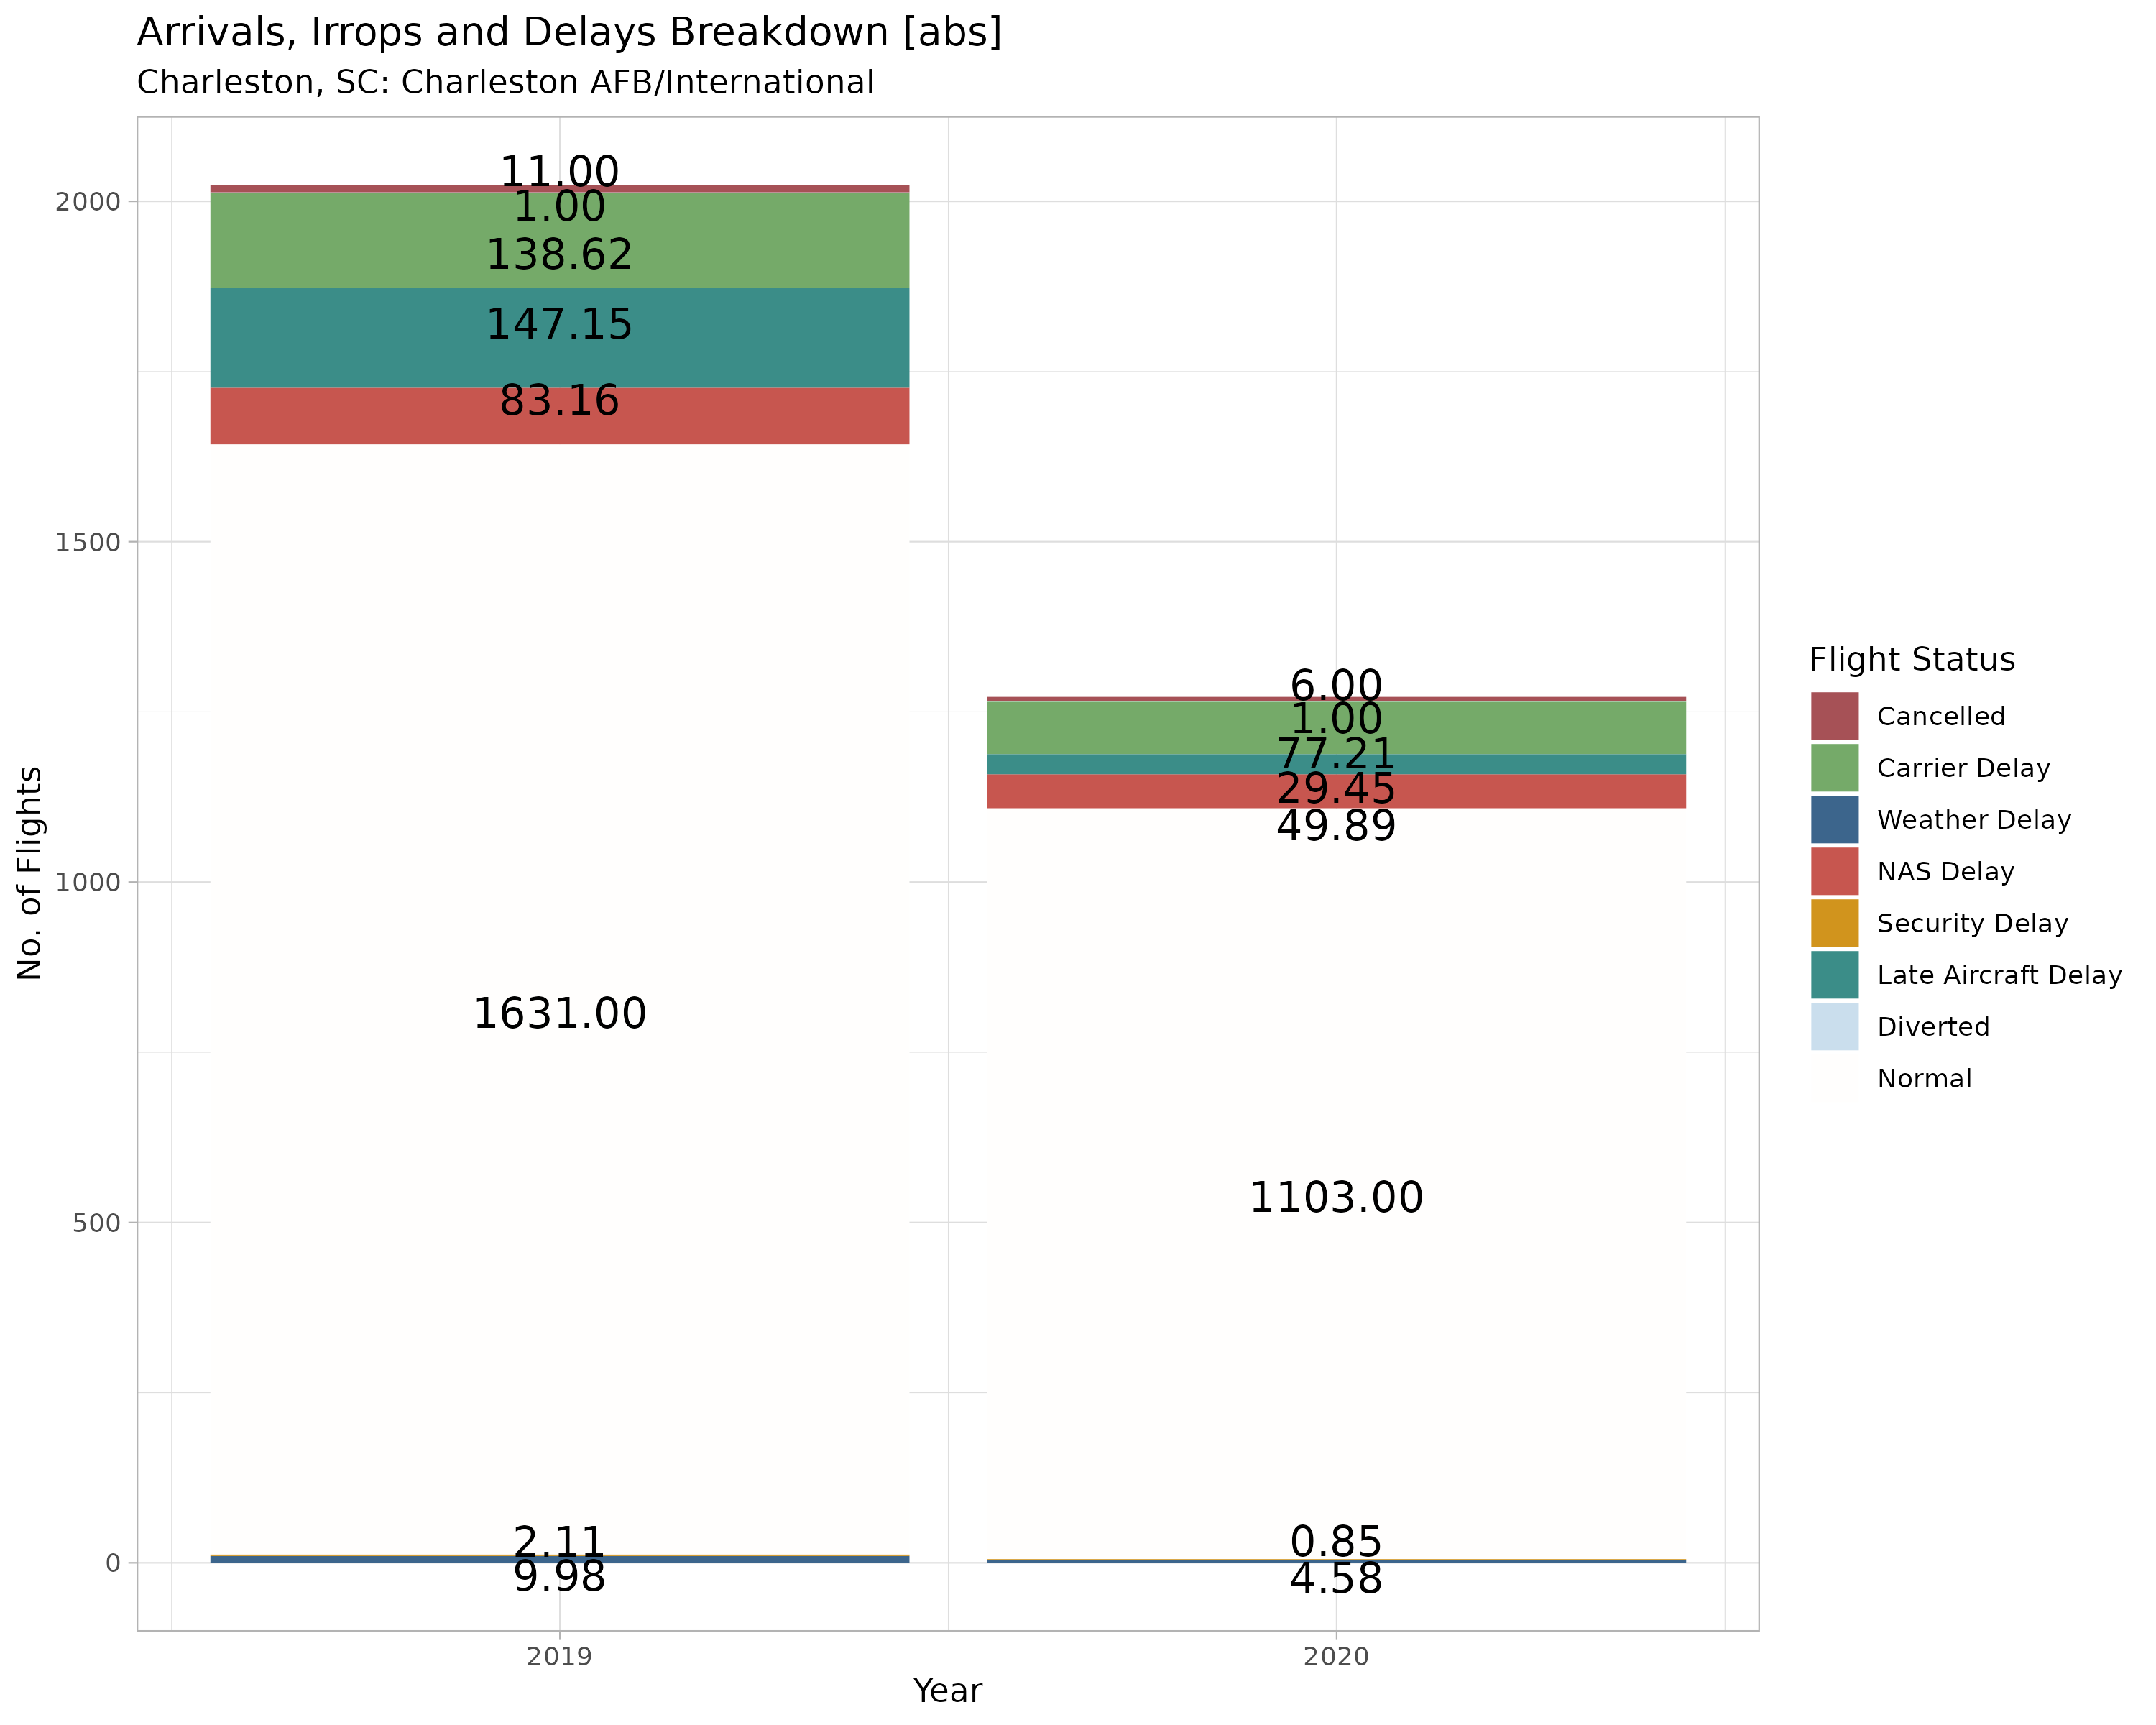 Arrivals, Irrops and Delays Breakdown [abs]
Charleston, SC: Charleston AFB/International
No. of Flights
2000
1500
1000
500
0
11.00
1.00
138.62
147.15
83.16
1631.00
2.11
9.98
6.00
1.00
77.21
29.45
49.89
1103.00
0.85
4.58
2019
2020
Year
Flight Status
Cancelled
Carrier Delay
Weather Delay
NAS Delay
Security Delay
Late Aircraft Delay
Diverted
Normal